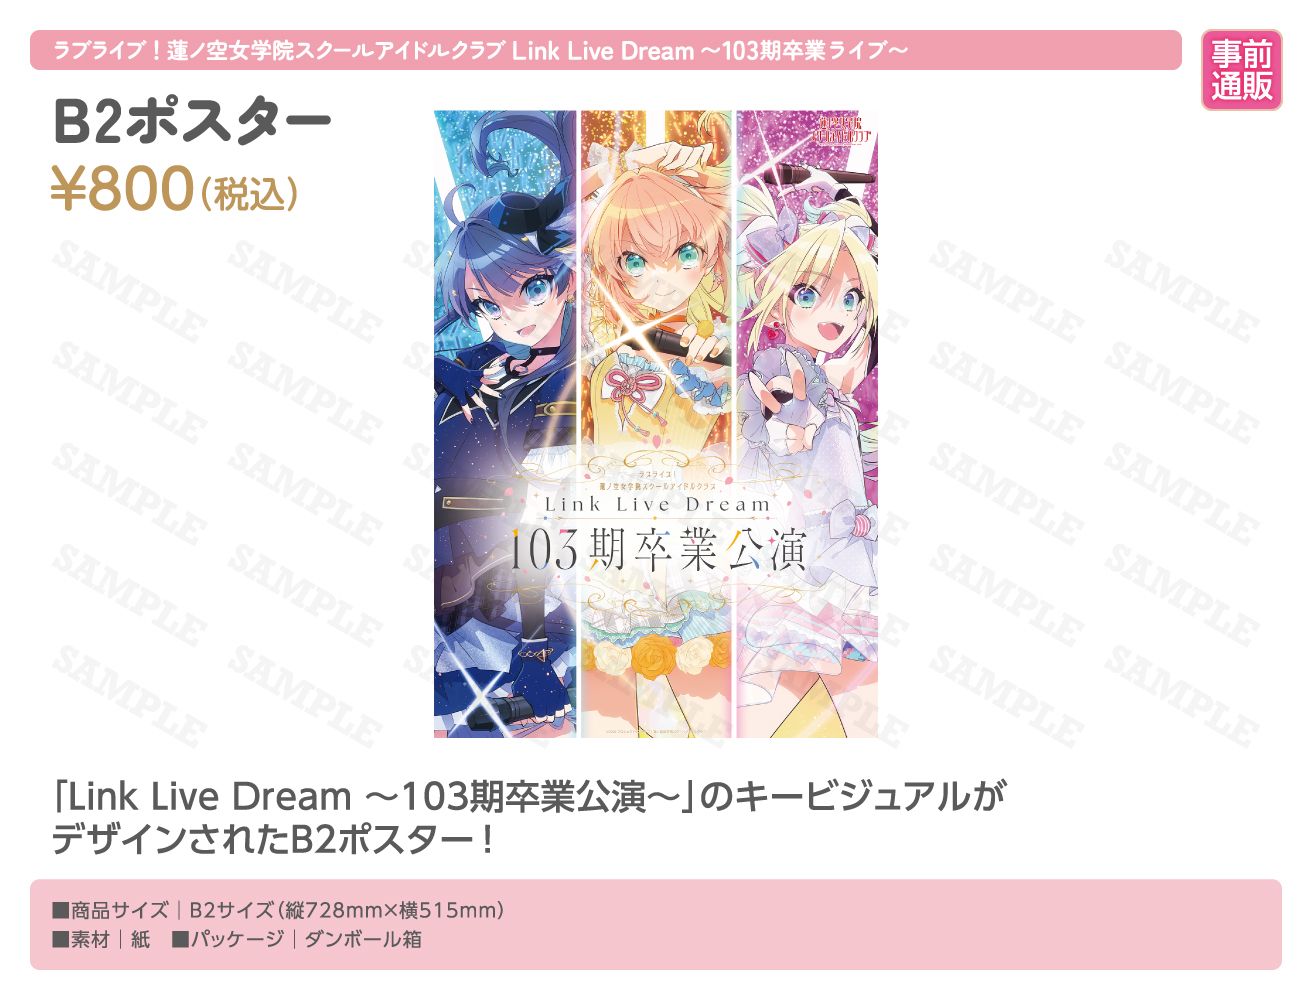 ラブライブ！蓮ノ空女学院スクールアイドルクラブ Link Live Dream ～103期卒業ライブ～
事前
通販
B2ポスター
¥800(税込)
SAMPLE
ラブライブ！
蓮ノ空女学院スクールアイドルクラブ
Link Live Dream
103期卒業公演
「Link Live Dream ～103期卒業公演～」のキービジュアルが
デザインされたB2ポスター！
■商品サイズ｜B2サイズ（縦728mm×横515mm）
■素材｜紙　■パッケージ｜ダンボール箱